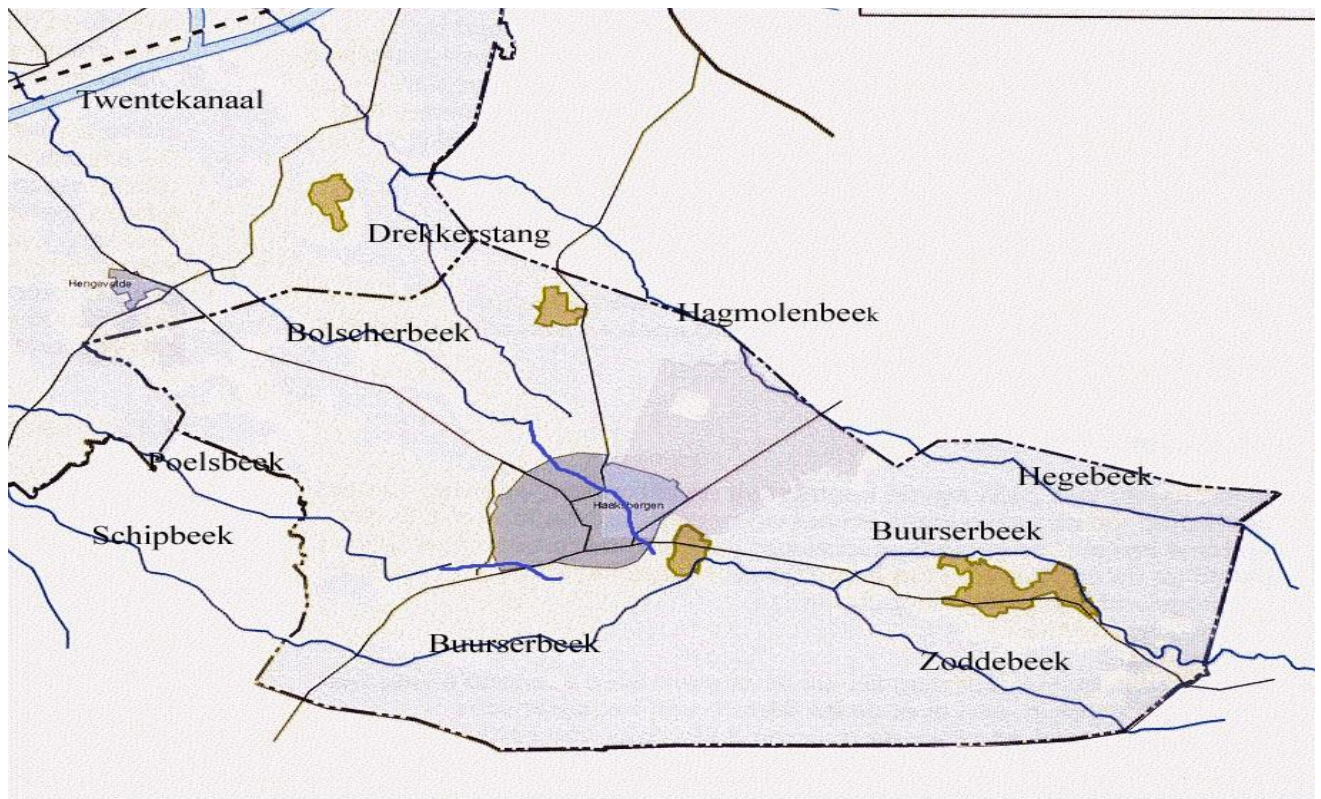 Twentekanaal
Drekkerstang
Hengevelde
Hagmolenbeek
Bolscherbeek
Poelsbeek
Hegebeek
Haaksbergen
Schipbeek
Buurserbeek
Buurserbeek
Zoddebeek